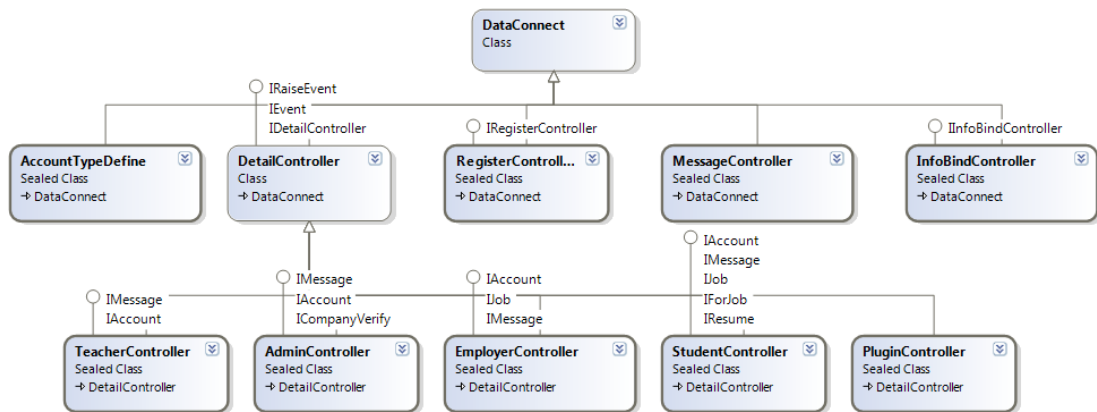 DataConnect
Class
IRaiseEvent
IEvent
IDetailController
IRegisterController
IInfoBindController
AccountTypeDefine
Sealed Class
DataConnect
DetailController
Class
DataConnect
RegisterControll...
Sealed Class
DataConnect
MessageController
Sealed Class
DataConnect
InfoBindController
Sealed Class
DataConnect
IMessage
IAccount
IMessage
IAccount
ICompanyVerify
IAccount
IJob
IMessage
IAccount
IMessage
IJob
IForJob
IResume
TeacherController
Sealed Class
DetailController
AdminController
Sealed Class
DetailController
EmployerController
Sealed Class
DetailController
StudentController
Sealed Class
DetailController
PluginController
Sealed Class
DetailController